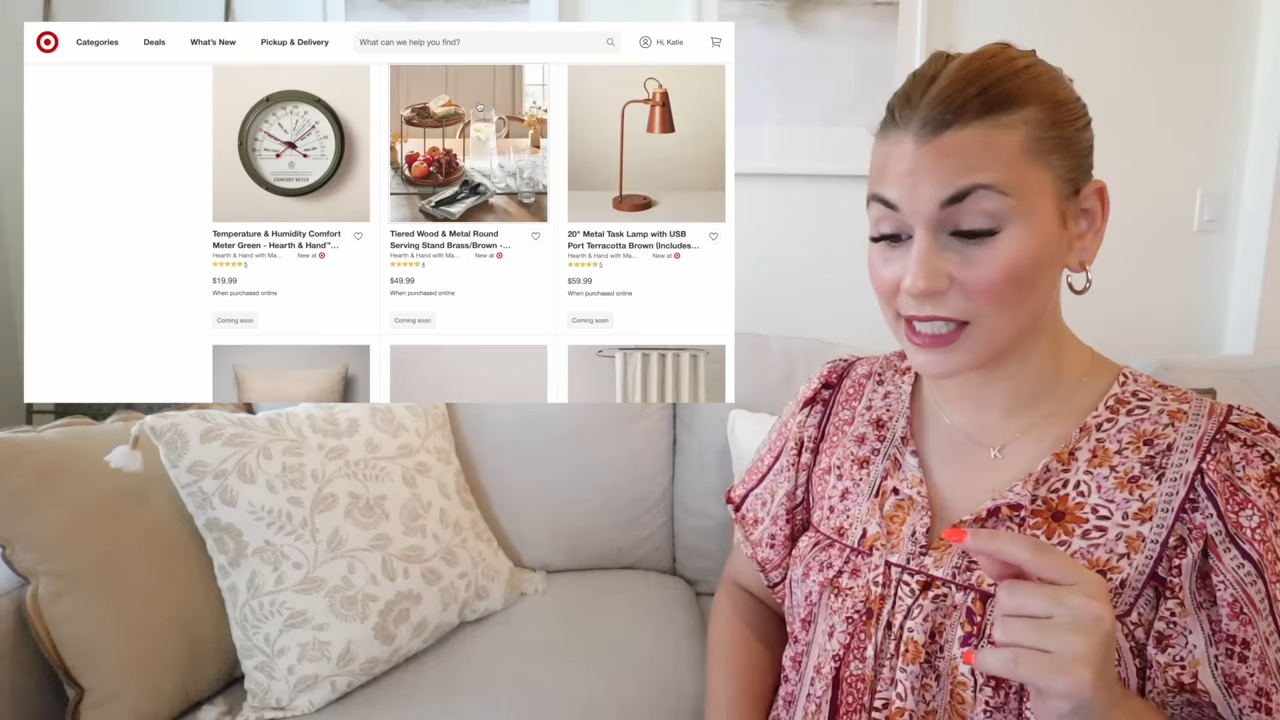 Categories
Deals
What's New
Pickup & Delivery
What can we help you find?
Hi, Katie
COMFORT METER
Temperature & Humidity Comfort
Meter Green - Hearth & Hand™...
Hearth & Hand with Ma...
New at
5
$19.99
When purchased online
Coming soon
Tiered Wood & Metal Round
Serving Stand Brass/Brown -...
Hearth & Hand with Ma...
New at
4
$49.99
When purchased online
Coming soon
20" Metal Task Lamp with USB
Port Terracotta Brown (Includes...
Hearth & Hand with Ma...
New at
5
$59.99
When purchased online
Coming soon
K